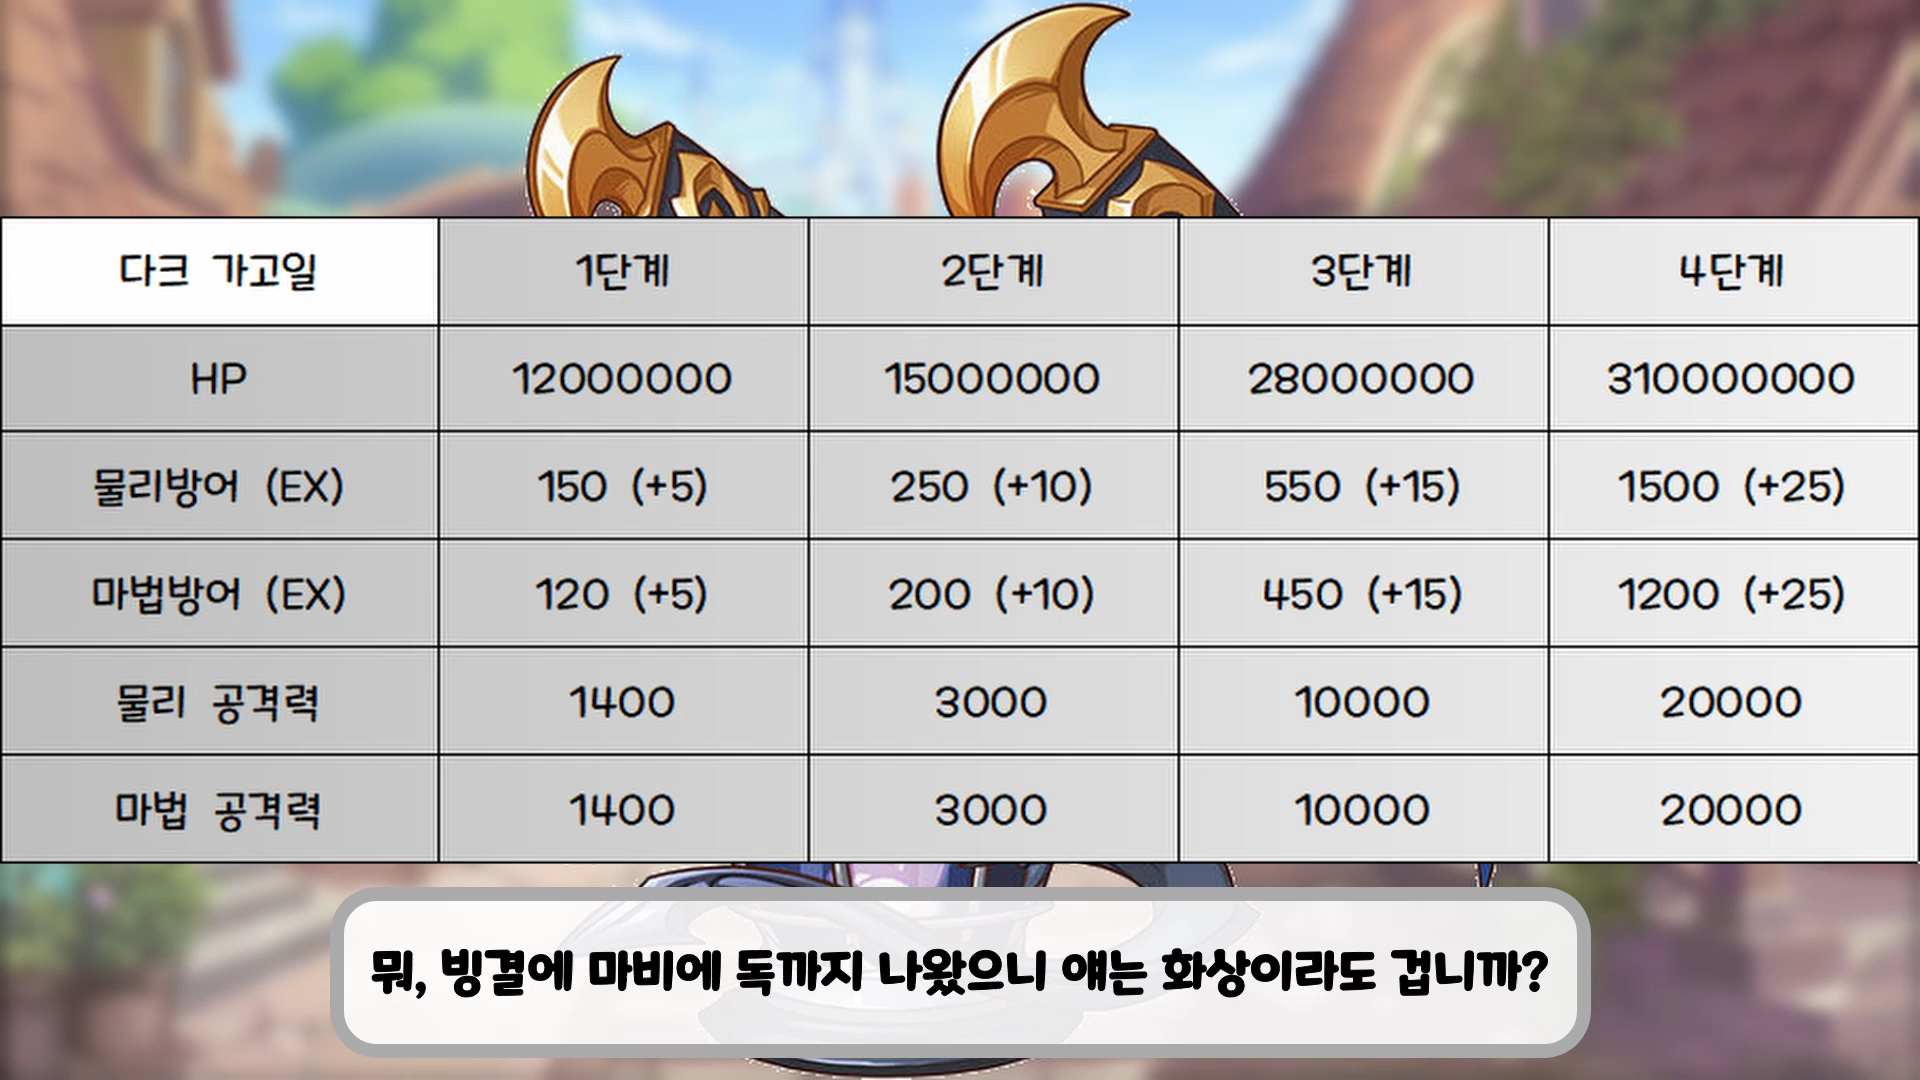 다크 가고일 1단계 2단계 3단계 4단계
HP 12000000 15000000 28000000 310000000
물리방어 (EX) 150 (+5) 250 (+10) 550 (+15) 1500 (+25)
마법방어 (EX) 120 (+5) 200 (+10) 450 (+15) 1200 (+25)
물리 공격력 1400 3000 10000 20000
마법 공격력 1400 3000 10000 20000
뭐, 빙결에 마비에 독까지 나왔으니 얘는 화상이라도 겁니까?